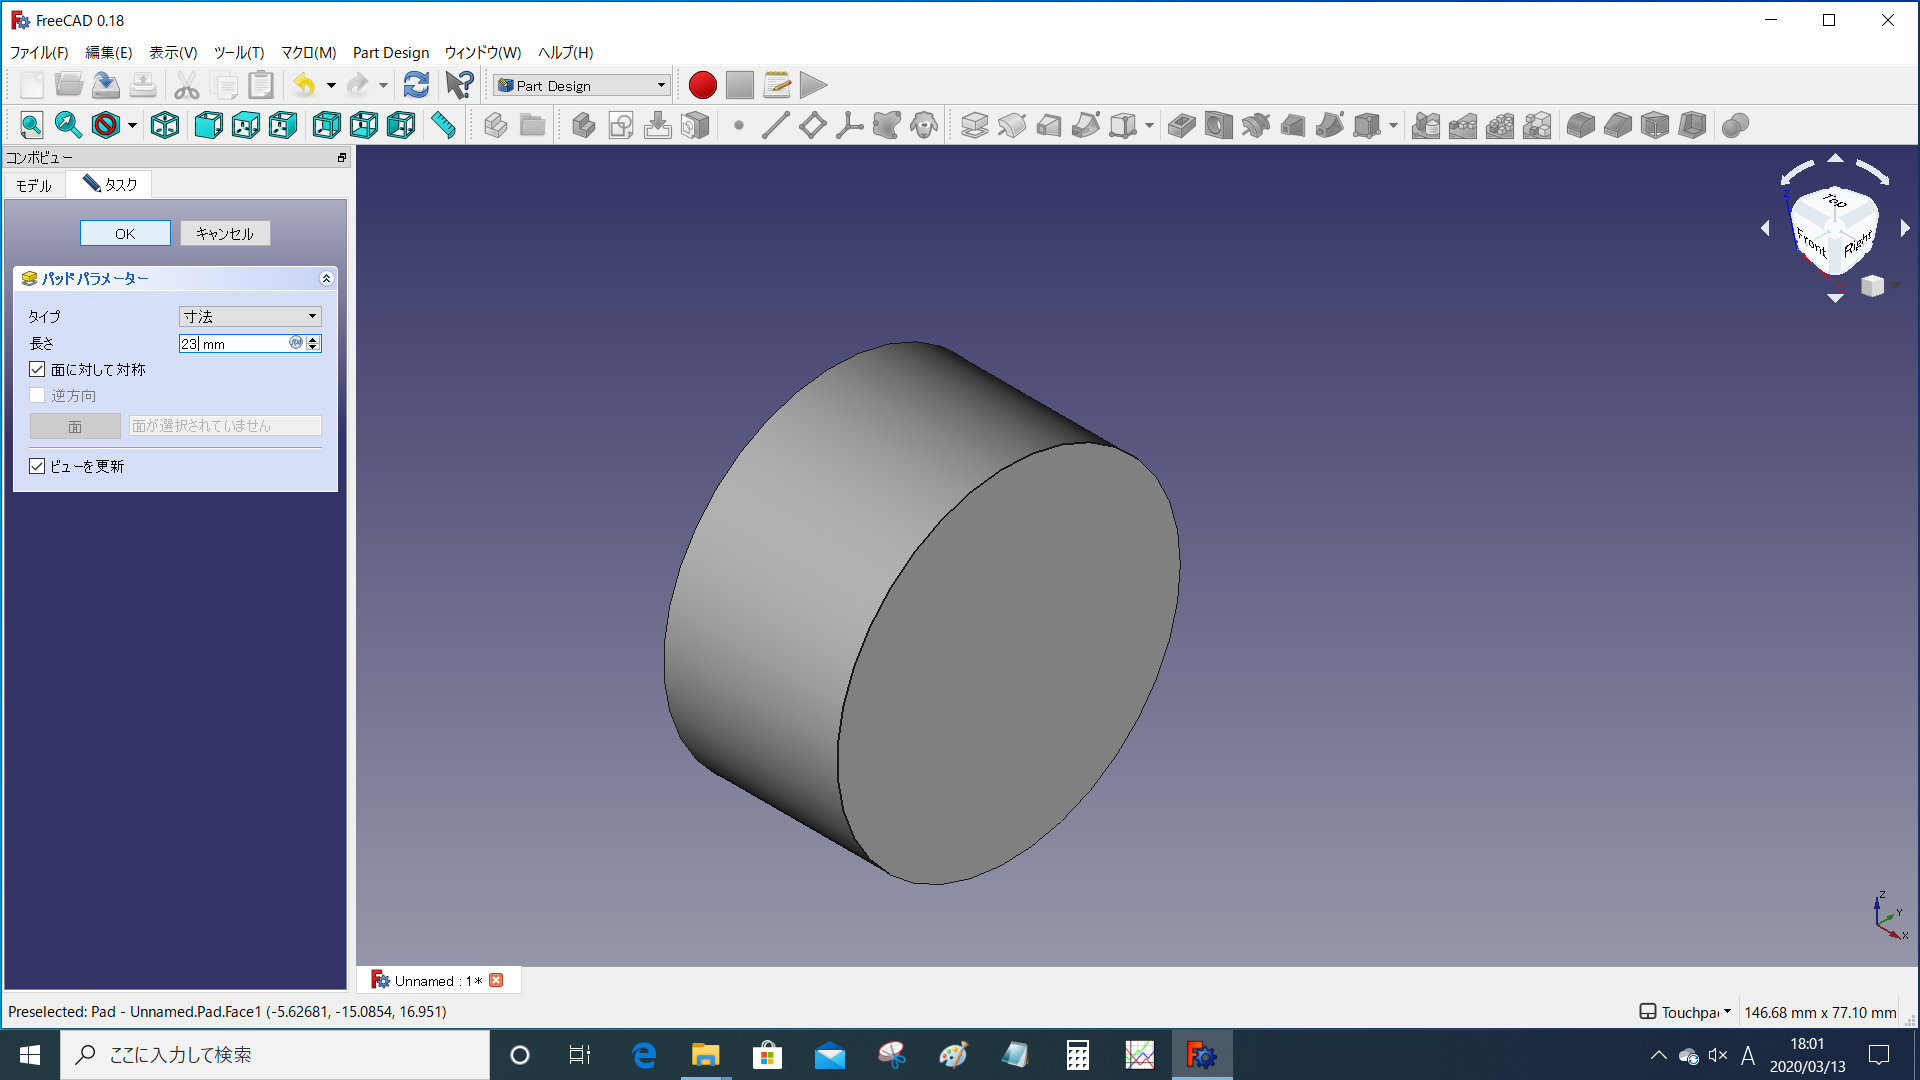 FreeCAD 0.18
ファイル(F) 編集(E) 表示(V) ツール(T) マクロ(M) Part Design ウィンドウ(W) ヘルプ(H)
Part Design
コンボビュー
モデル タスク
OK キャンセル
パッド パラメーター
タイプ 寸法
長さ 23 mm
面に対して対称
逆方向
面 面が選択されていません
ビューを更新
Top
Front Right
Z
X
Z
Y
X
Unnamed : 1*
Preselected: Pad - Unnamed.Pad.Face1 (-5.62681, -15.0854, 16.951)
Touchpa
146.68 mm x 77.10 mm
ここに入力して検索
A
18:01
2020/03/13